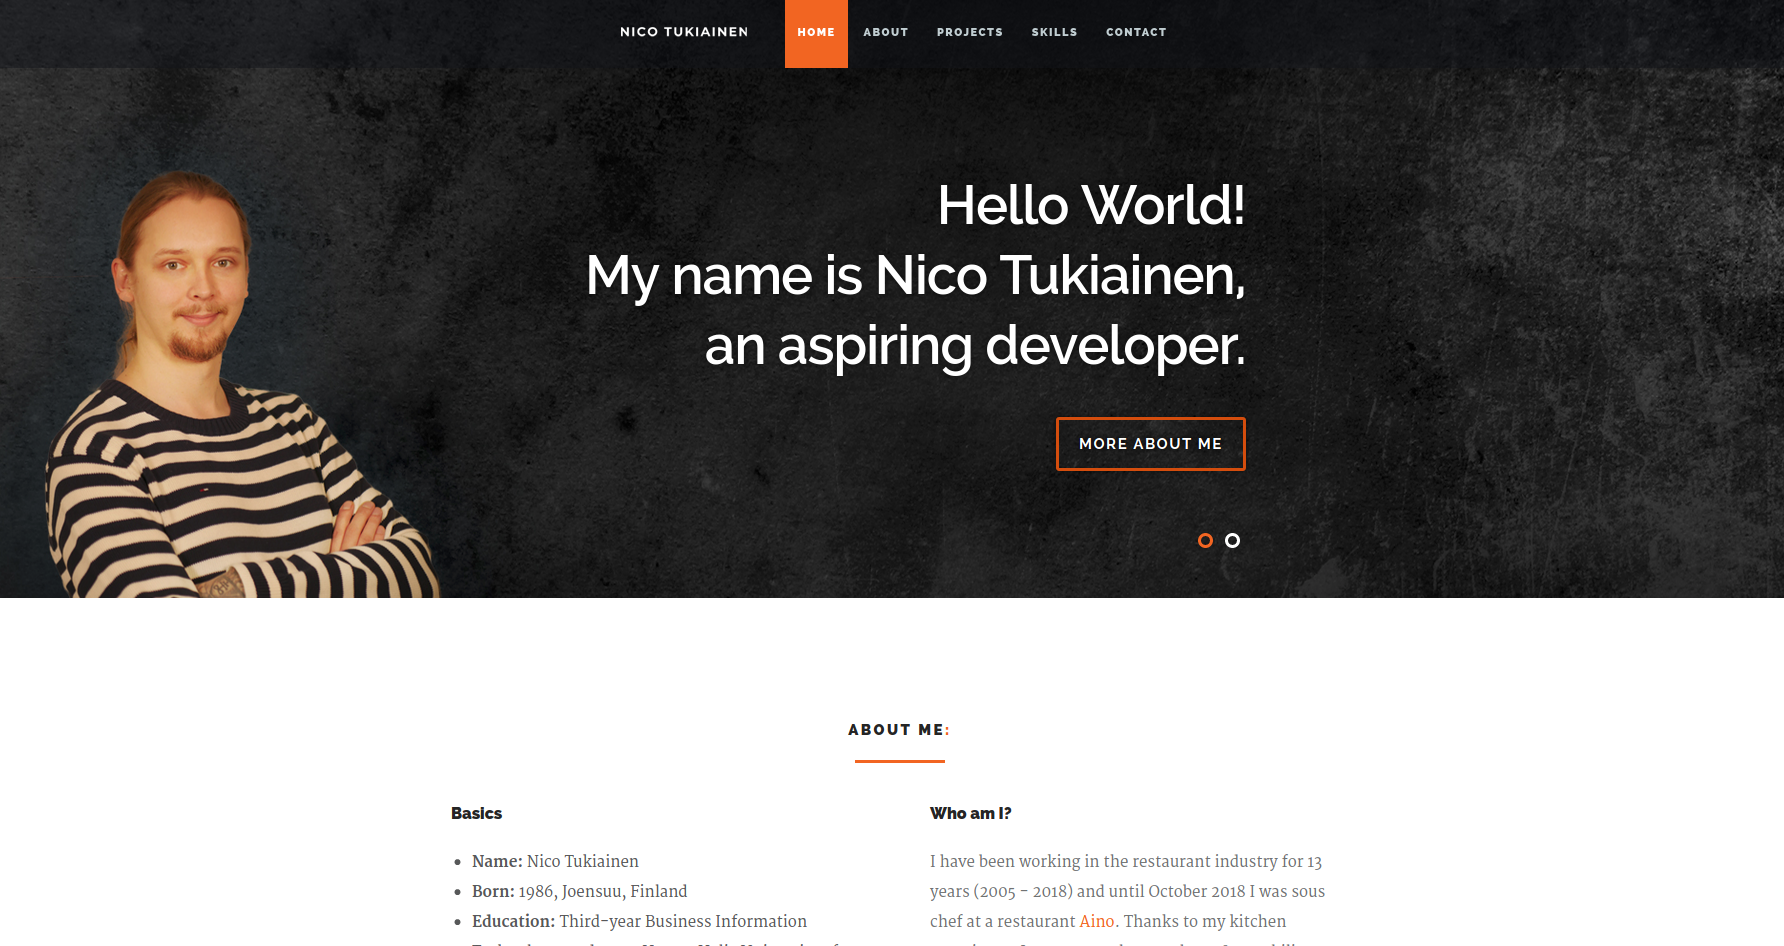 NICO TUKIAINEN
HOME ABOUT PROJECTS SKILLS CONTACT
Hello World!
My name is Nico Tukiainen,
an aspiring developer.
MORE ABOUT ME
ABOUT ME:
Basics
Name: Nico Tukiainen
Born: 1986, Joensuu, Finland
Education: Third-year Business Information
Who am I?
I have been working in the restaurant industry for 13
years (2005 - 2018) and until October 2018 I was sous
chef at a restaurant Aino. Thanks to my kitchen